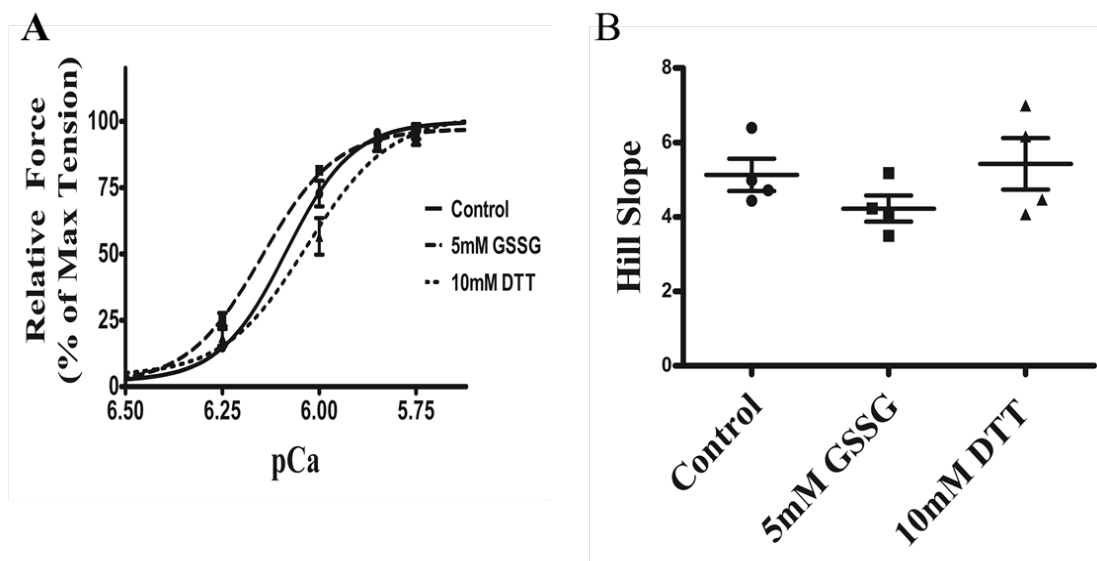 A
Relative Force
(% of Max Tension)
100
75
50
25
0
6.50 6.25 6.00 5.75
pCa
Control
5mM GSSG
10mM DTT
B
Hill Slope
8
6
4
2
0
Control
5mM GSSG
10mM DTT